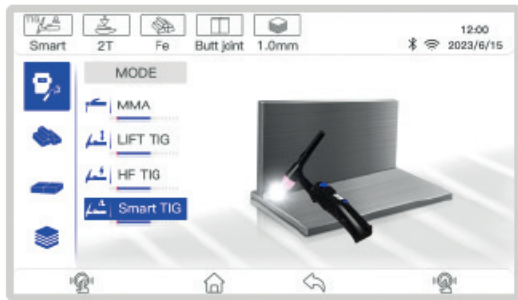 TIG
Smart
2T
Fe
Butt joint
1.0mm
12:00
2023/6/15
MODE
MMA
LIFT TIG
HF TIG
Smart TIG